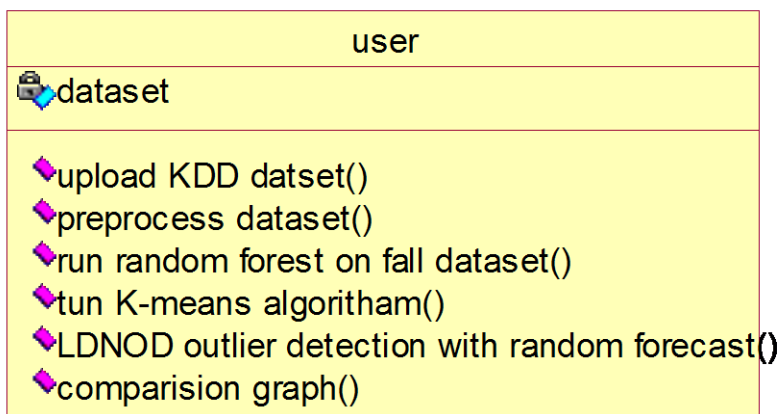 user
dataset
upload KDD datset()
preprocess dataset()
run random forest on fall dataset()
tun K-means algoritham()
LDNOD outlier detection with random forecast()
comparision graph()